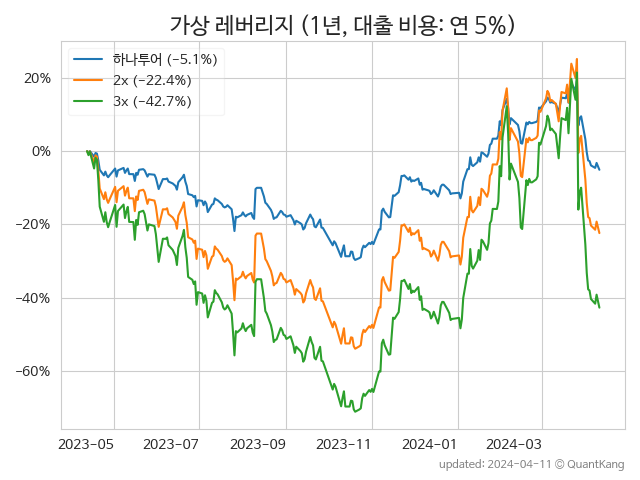 가상 레버리지 (1년, 대출 비용: 연 5%)
하나투어 (−5.1%)
2x (−22.4%)
3x (−42.7%)
20%
0%
−20%
−40%
−60%
2023−05 2023−07 2023−09 2023−11 2024−01 2024−03
updated: 2024−04−11 © QuantKang